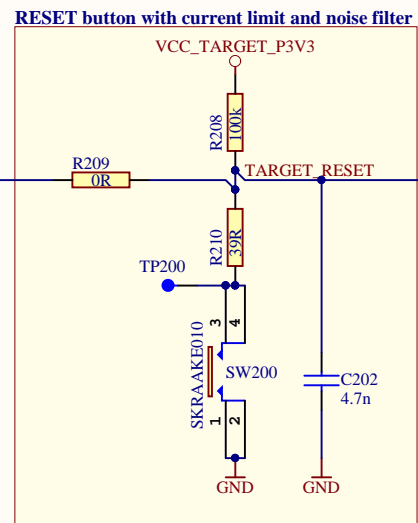 RESET button with current limit and noise filter
VCC_TARGET_P3V3
R208
100k
R209
0R
TARGET_RESET
R210
39R
TP200
3
4
SKRAAKE010
SW200
C202
4.7n
1
2
GND
GND